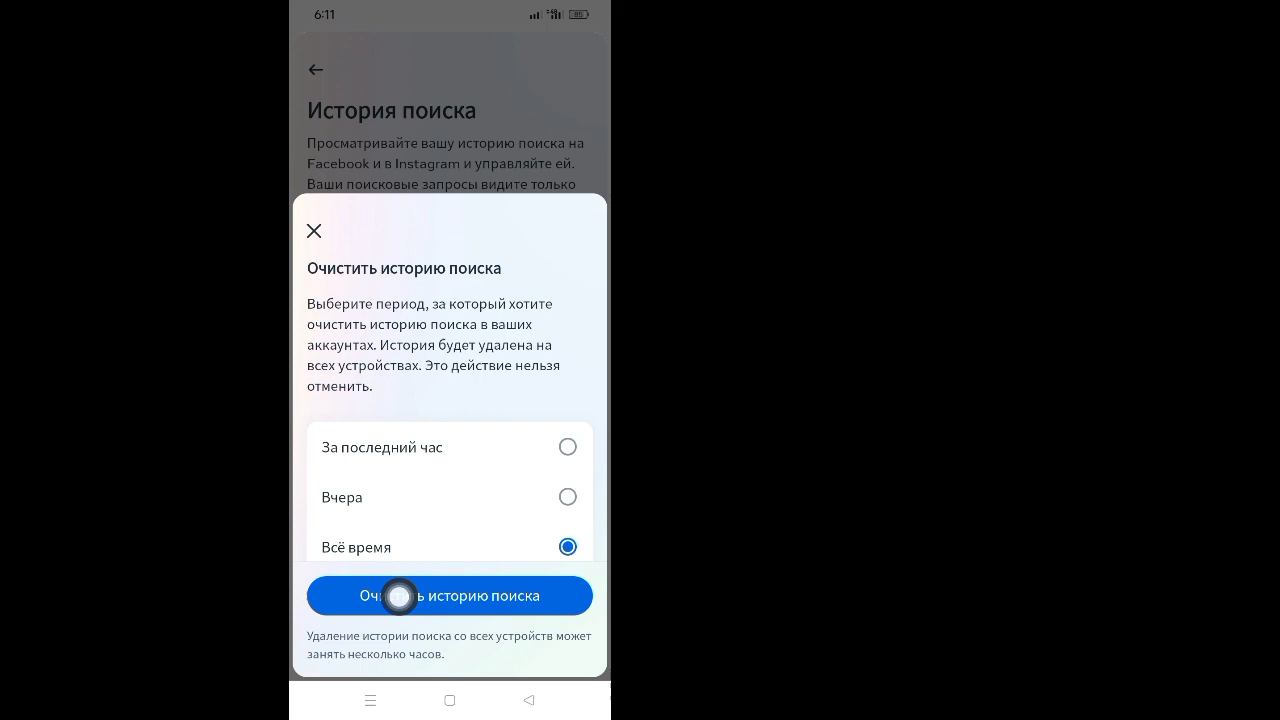 6:11
85
История поиска
Просматривайте вашу историю поиска на
Facebook и в Instagram и управляйте ей.
Ваши поисковые запросы видите только
Очистить историю поиска
Выберите период, за который хотите
очистить историю поиска в ваших
аккаунтах. История будет удалена на
всех устройствах. Это действие нельзя
отменить.
За последний час
Вчера
Всё время
Очистить историю поиска
Удаление истории поиска со всех устройств может
занять несколько часов.